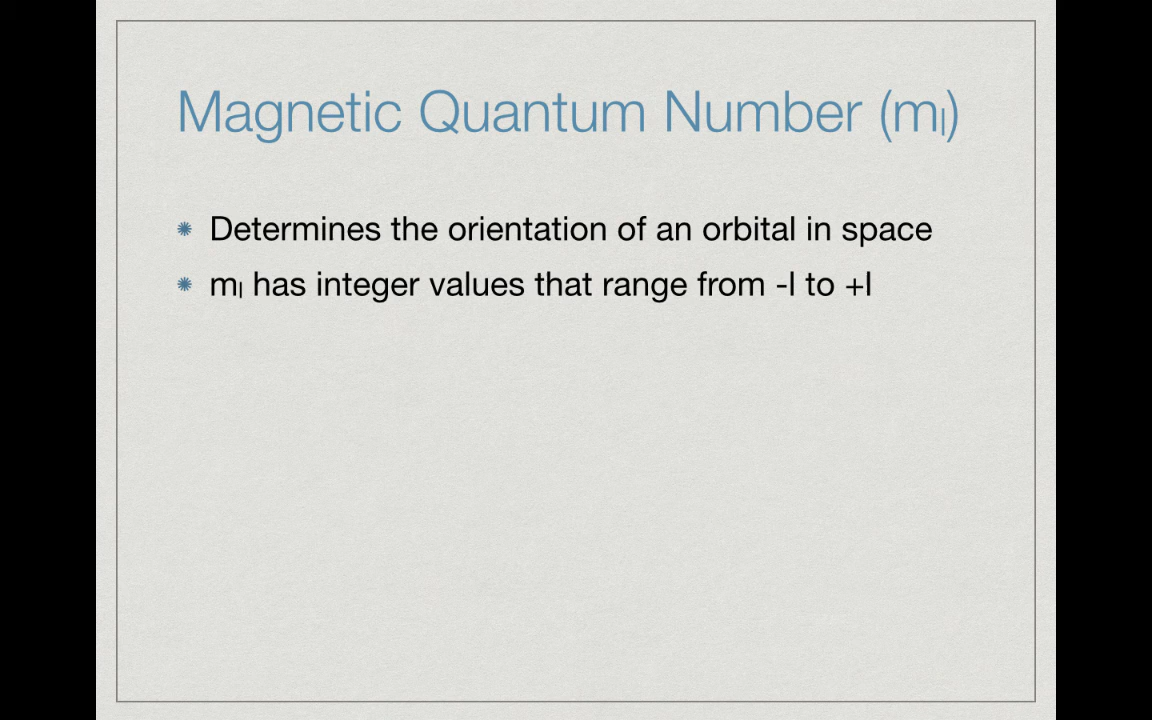 Magnetic Quantum Number (mₗ)
Determines the orientation of an orbital in space
mₗ has integer values that range from -l to +l